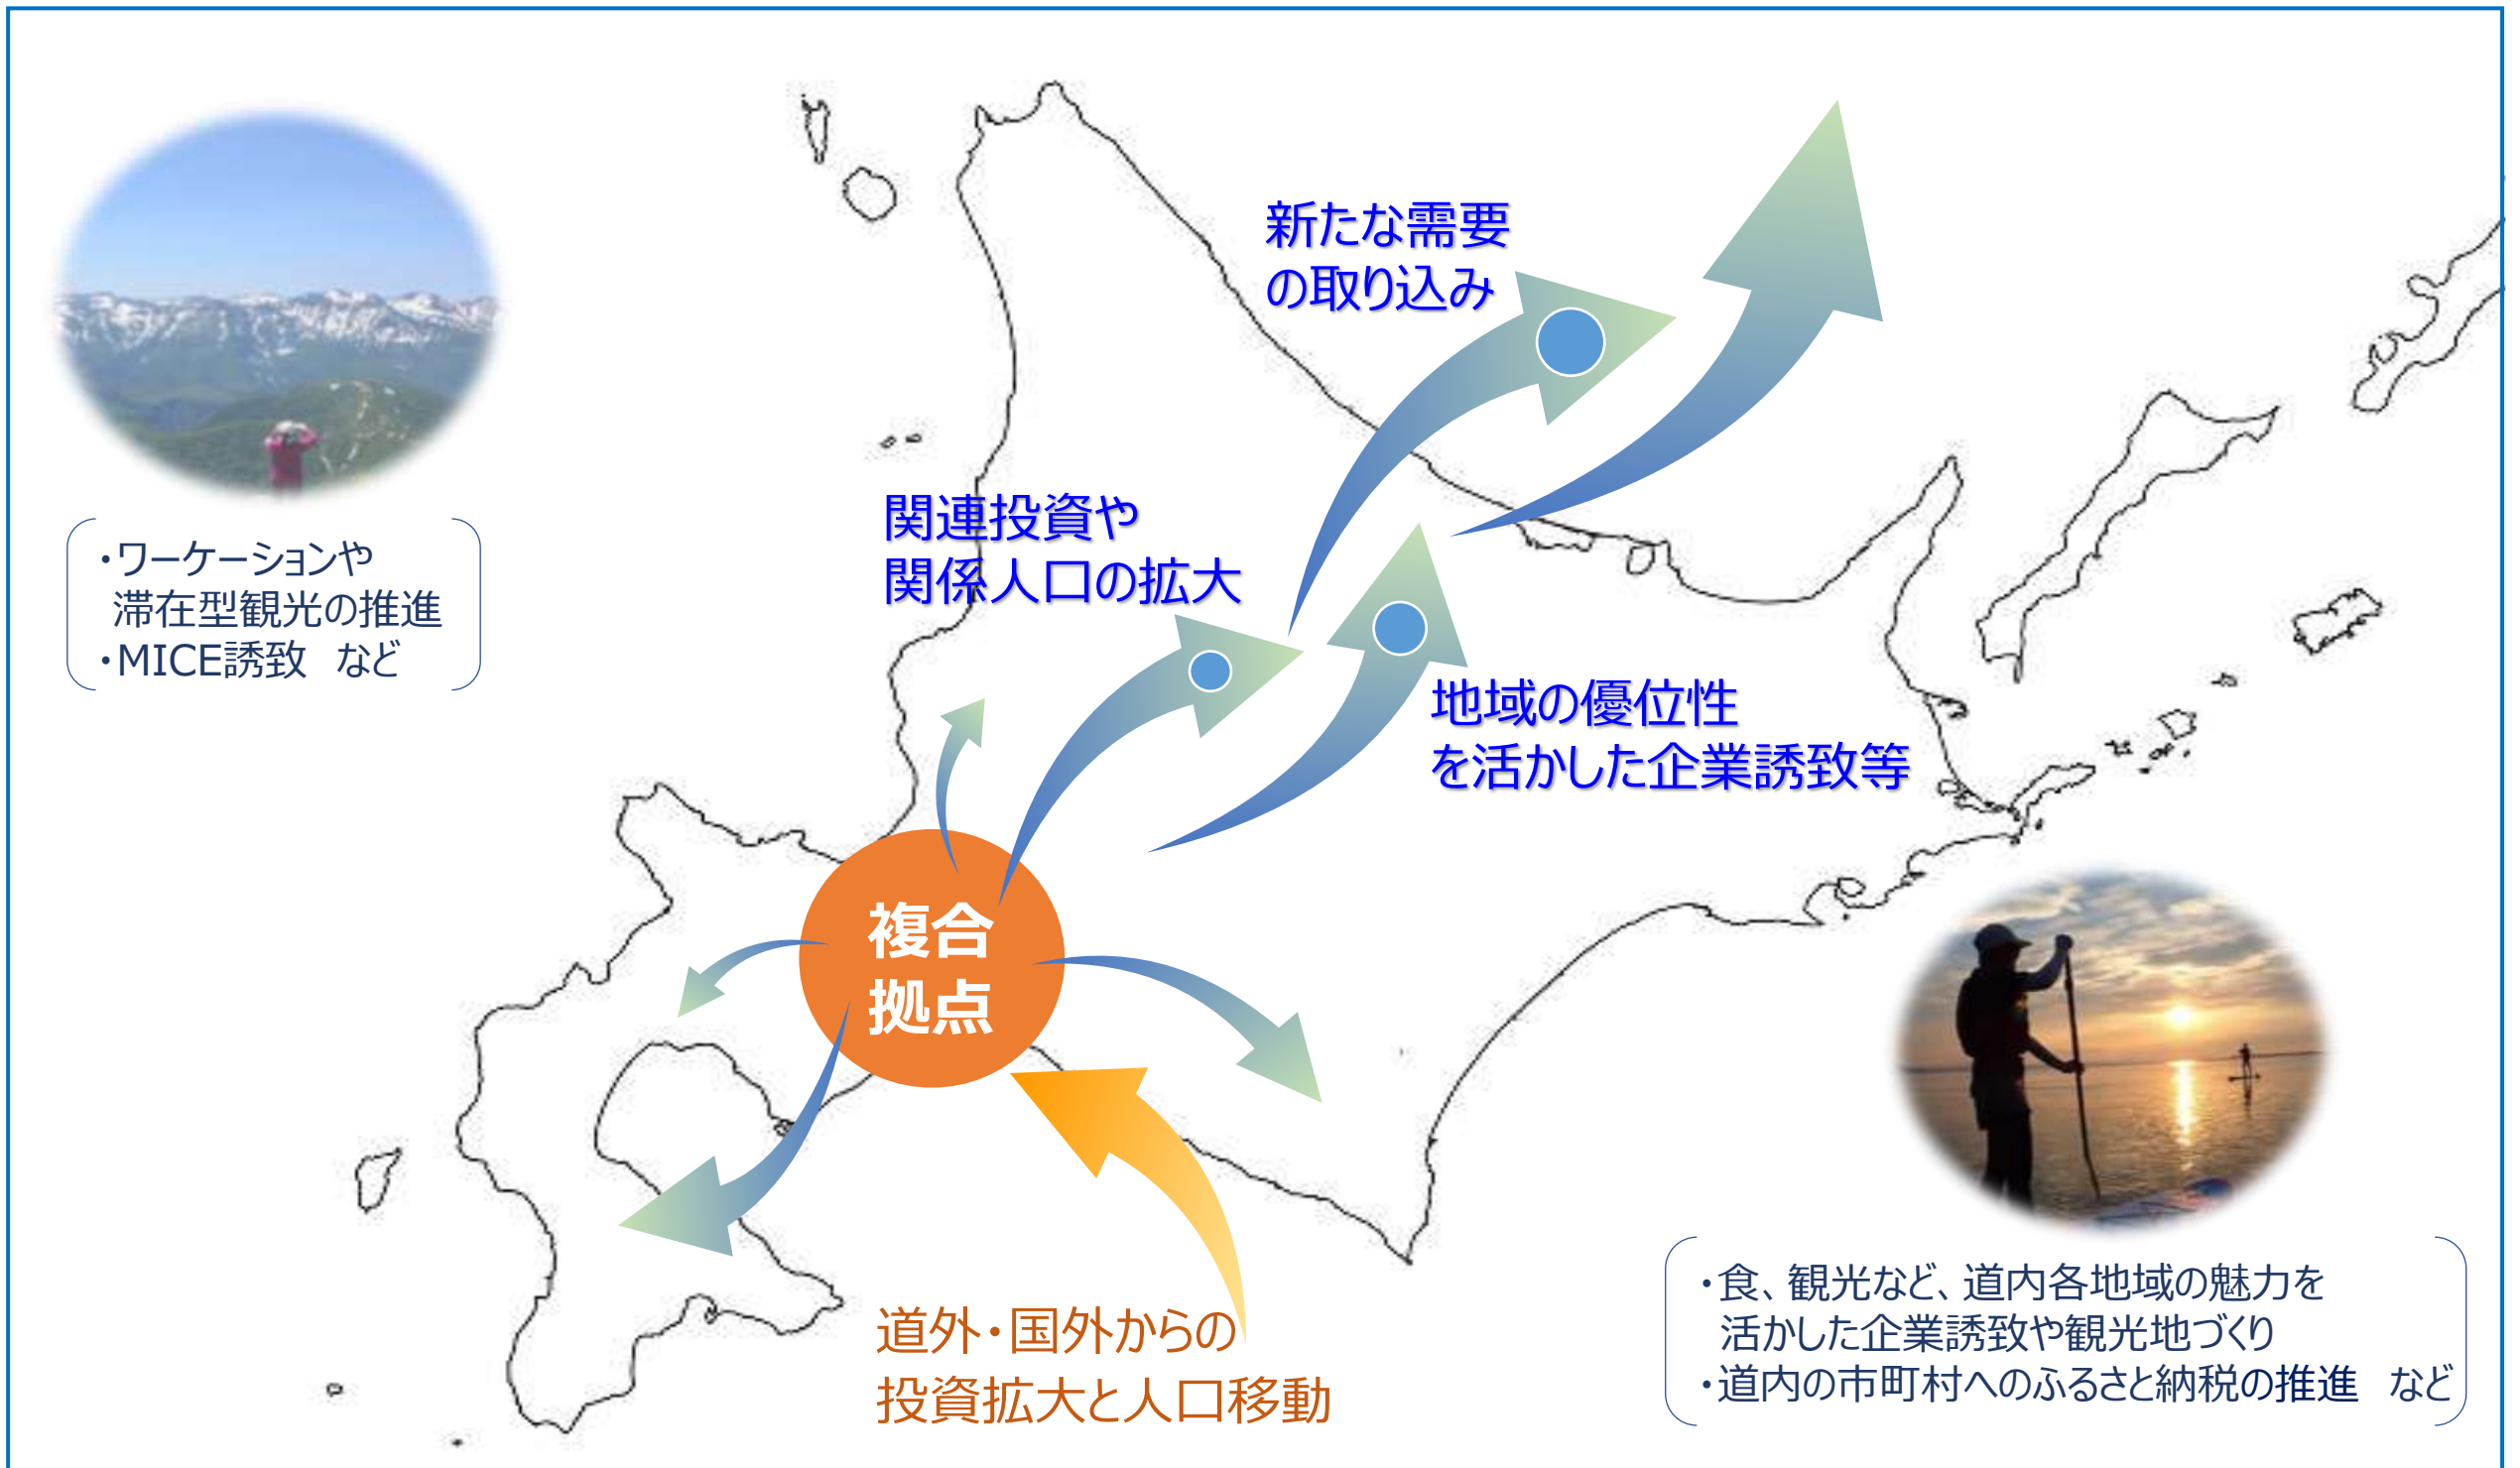 新たな需要
の取り込み
関連投資や
関係人口の拡大
・ワーケーションや
滞在型観光の推進
・MICE誘致　など
地域の優位性
を活かした企業誘致等
複合
拠点
道外・国外からの
投資拡大と人口移動
・食、観光など、道内各地域の魅力を
活かした企業誘致や観光地づくり
・道内の市町村へのふるさと納税の推進　など